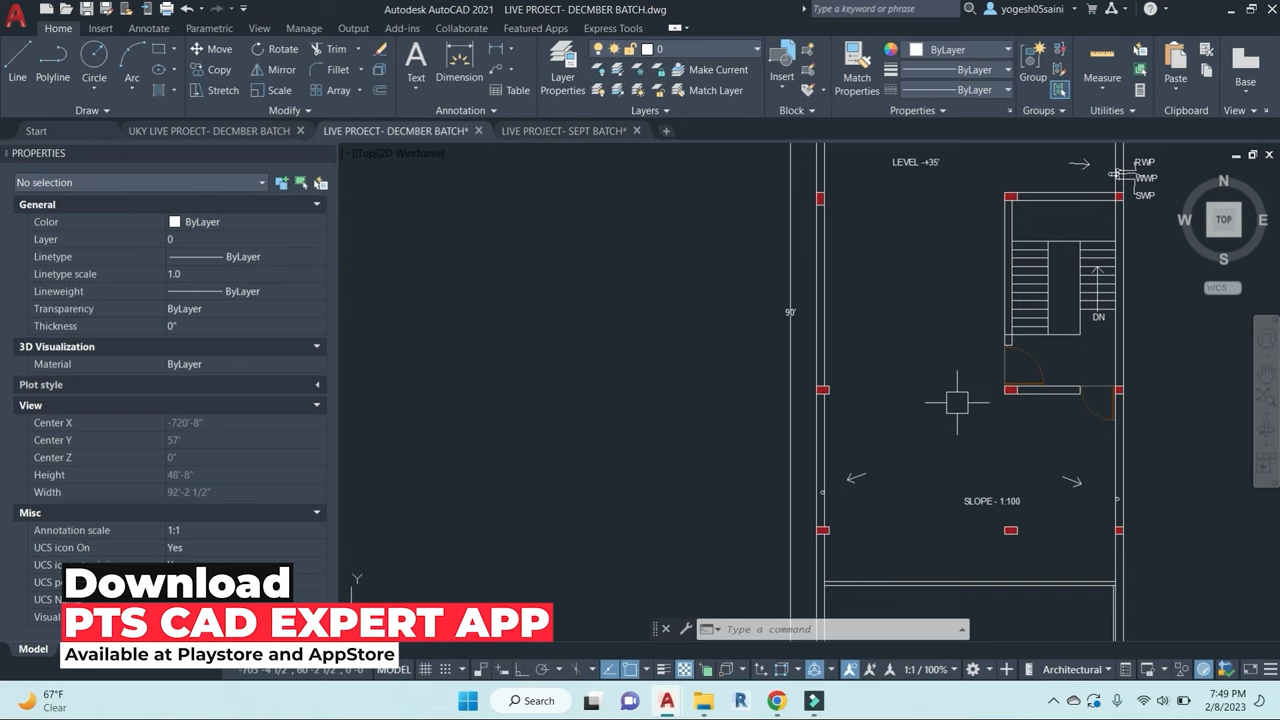 Autodesk AutoCAD 2021 LIVE PROECT- DECMBER BATCH.dwg
Type a keyword or phrase
yogesh05saini
Home Insert Annotate Parametric View Manage Output Add-ins Collaborate Featured Apps Express Tools
Line Polyline Circle Arc
Move Rotate Trim
Copy Mirror Fillet
Stretch Scale Array
Text Dimension
Table
Layer Properties
0
Make Current
Match Layer
Insert
Match Properties
ByLayer
ByLayer
ByLayer
Group
Measure
Paste
Base
Draw Modify Annotation Layers Block Properties Groups Utilities Clipboard View
Start UKY LIVE PROECT- DECMBER BATCH LIVE PROECT- DECMBER BATCH* LIVE PROJECT- SEPT BATCH*
PROPERTIES
[−][Top][2D Wireframe]
No selection
General
Color ByLayer
Layer 0
Linetype ByLayer
Linetype scale 1.0
Lineweight ByLayer
Transparency ByLayer
Thickness 0"
3D Visualization
Material ByLayer
Plot style
View
Center X -720'-8"
Center Y 57'
Center Z 0"
Height 48'-8"
Width 92'-2 1/2"
Misc
Annotation scale 1:1
UCS icon On Yes
LEVEL -+35'
RWP
WWP
SWP
N
W TOP E
S
WCS
90'
DN
SLOPE - 1:100
Y
Download
PTS CAD EXPERT APP
Available at Playstore and AppStore
Type a command
Model
MODEL
1:1 / 100%
Architectural
67°F
Clear
Search
7:49 PM
2/8/2023